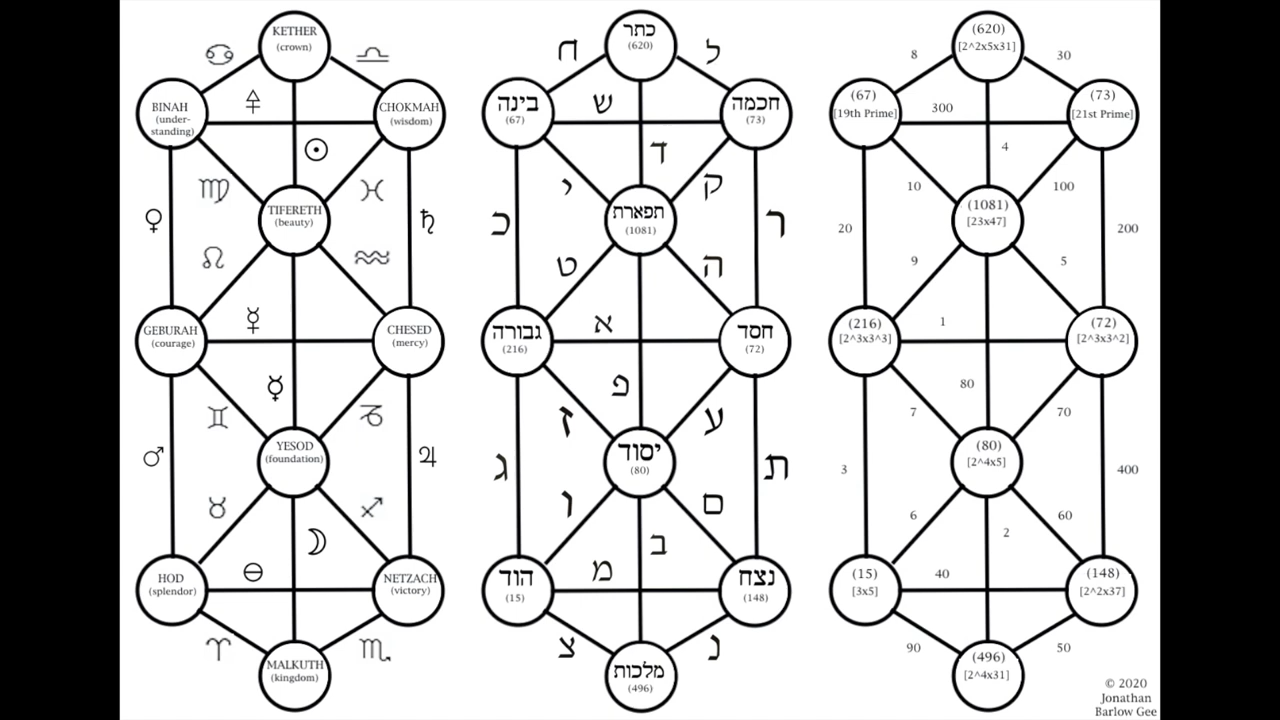 KETHER
(crown)
BINAH
(under-
standing)
CHOKMAH
(wisdom)
TIFERETH
(beauty)
GEBURAH
(courage)
CHESED
(mercy)
YESOD
(foundation)
HOD
(splendor)
NETZACH
(victory)
MALKUTH
(kingdom)
כתר
(620)
ח
ל
בינה
(67)
ש
חכמה
(73)
ד
י
ק
תפארת
(1081)
כ
ר
ט
ה
גבורה
(216)
א
חסד
(72)
פ
ז
ע
יסוד
(80)
ג
ת
ו
ם
ב
הוד
(15)
מ
נצח
(148)
צ
נ
מלכות
(496)
(620)
[2^2x5x31]
8
30
(67)
[19th Prime]
300
(73)
[21st Prime]
4
10
100
(1081)
[23x47]
20
200
9
5
(216)
[2^3x3^3]
1
(72)
[2^3x3^2]
80
7
70
(80)
[2^4x5]
3
400
6
60
2
(15)
[3x5]
40
(148)
[2^2x37]
90
50
(496)
[2^4x31]
© 2020
Jonathan
Barlow Gee